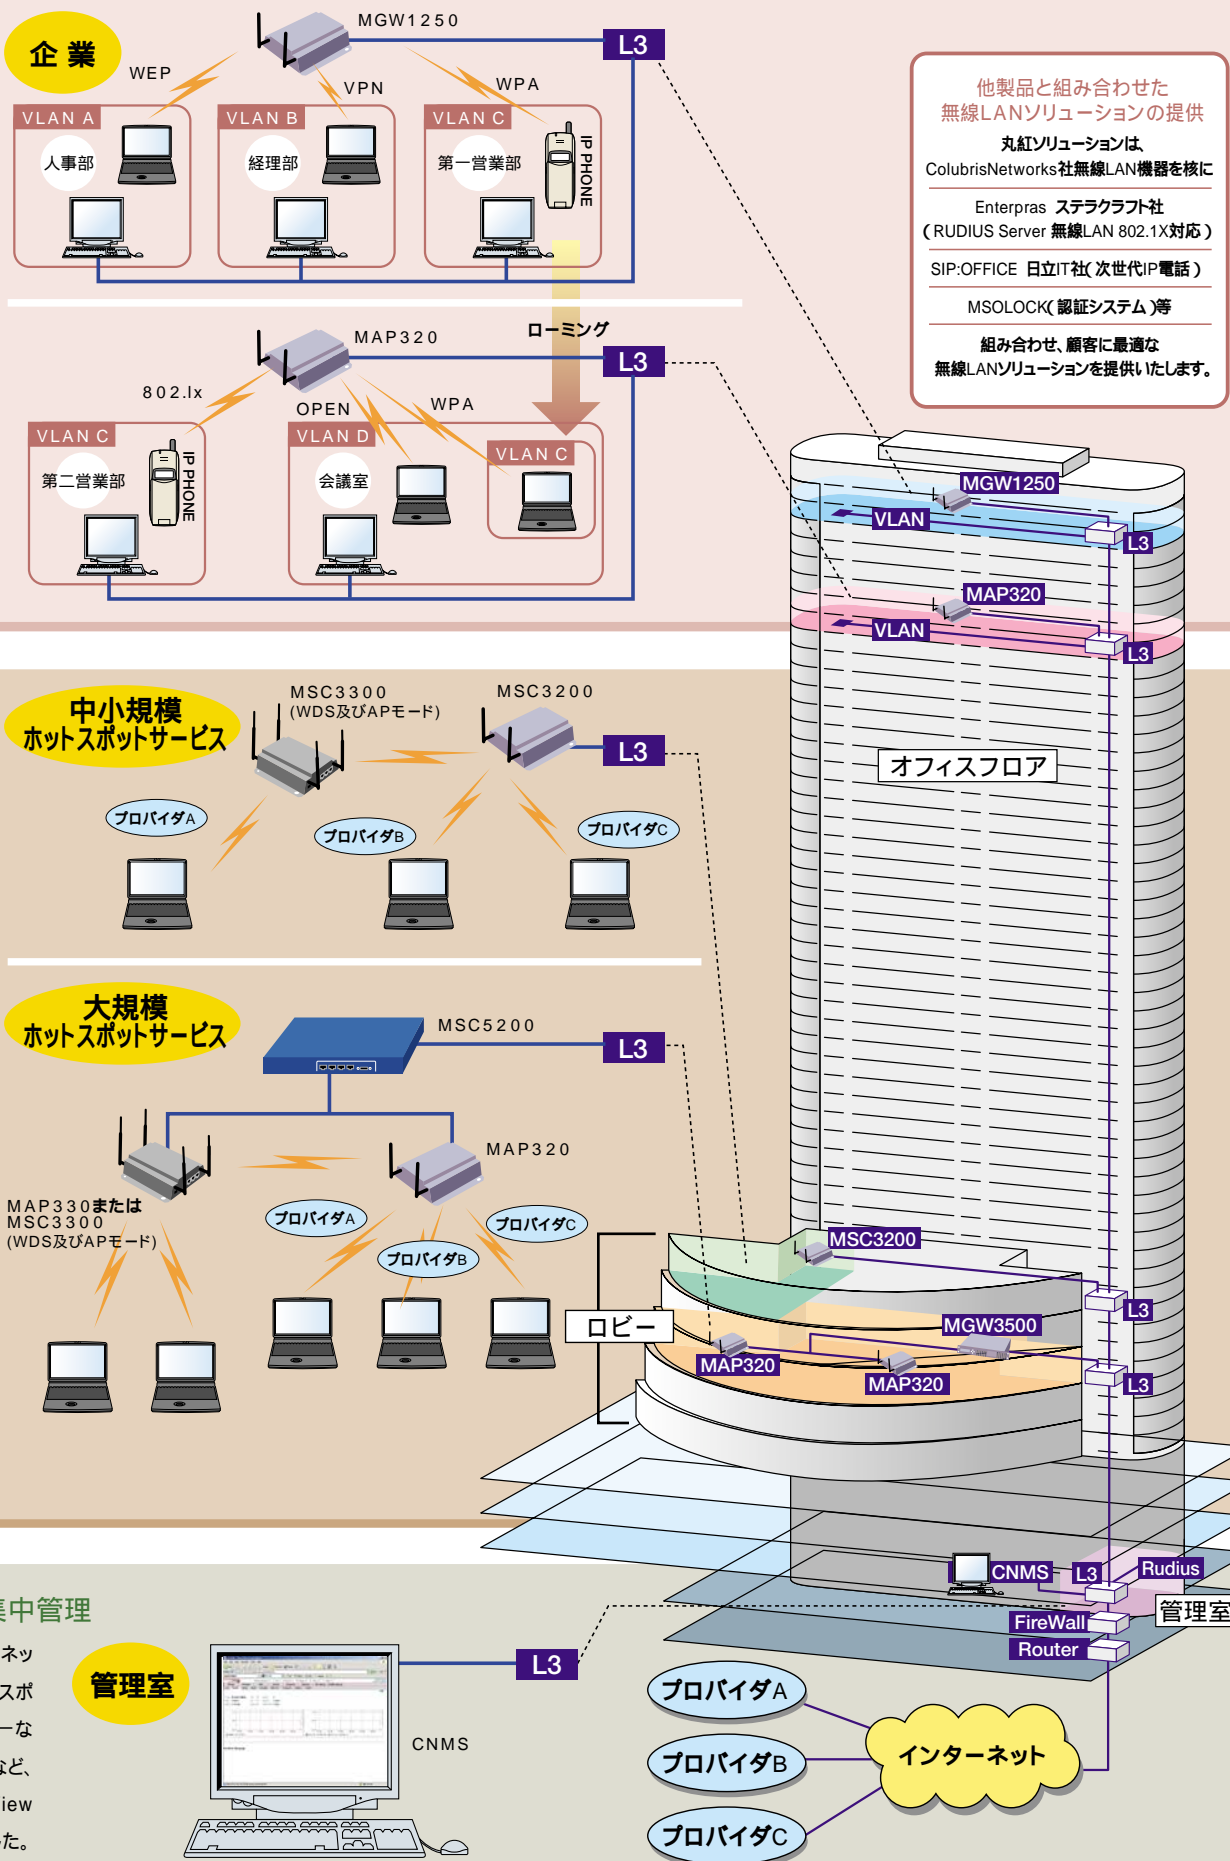 企業
MGW1250
L3
WEP
VPN
WPA
VLAN A
人事部
VLAN B
経理部
VLAN C
第一営業部
IP PHONE
他製品と組み合わせた
無線LANソリューションの提供
丸紅ソリューションは、
ColubrisNetworks社無線LAN機器を核に
Enterpras ステラクラフト社
(RUDIUS Server 無線LAN 802.1X対応)
SIP:OFFICE 日立IT社(次世代IP電話)
MSOLOCK(認証システム)等
組み合わせ、顧客に最適な
無線LANソリューションを提供いたします。
MAP320
ローミング
L3
802.lx
OPEN
WPA
VLAN C
第二営業部
IP PHONE
VLAN D
会議室
VLAN C
MGW1250
VLAN
L3
MAP320
VLAN
L3
オフィスフロア
中小規模
ホットスポットサービス
MSC3300
(WDS及びAPモード)
MSC3200
L3
プロバイダA
プロバイダB
プロバイダC
大規模
ホットスポットサービス
MSC5200
L3
MAP320
MAP330または
MSC3300
(WDS及びAPモード)
プロバイダA
プロバイダB
プロバイダC
MSC3200
L3
ロビー
MGW3500
MAP320
MAP320
L3
CNMS
L3
Rudius
管理室
FireWall
Router
集中管理
ネッ
スポ
ーな
など、
iew
た。
管理室
CNMS
L3
プロバイダA
プロバイダB
プロバイダC
インターネット